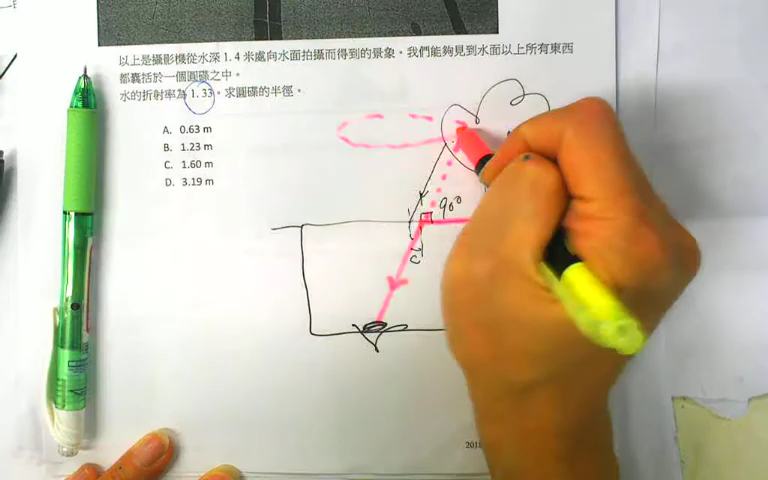 以上是攝影機從水深 1.4 米處向水面拍攝而得到的景象。我們能夠見到水面以上所有東西
都囊括於一個圓碟之中。
水的折射率為 1.33。求圓碟的半徑。
A. 0.63 m
B. 1.23 m
C. 1.60 m
D. 3.19 m
90°
c